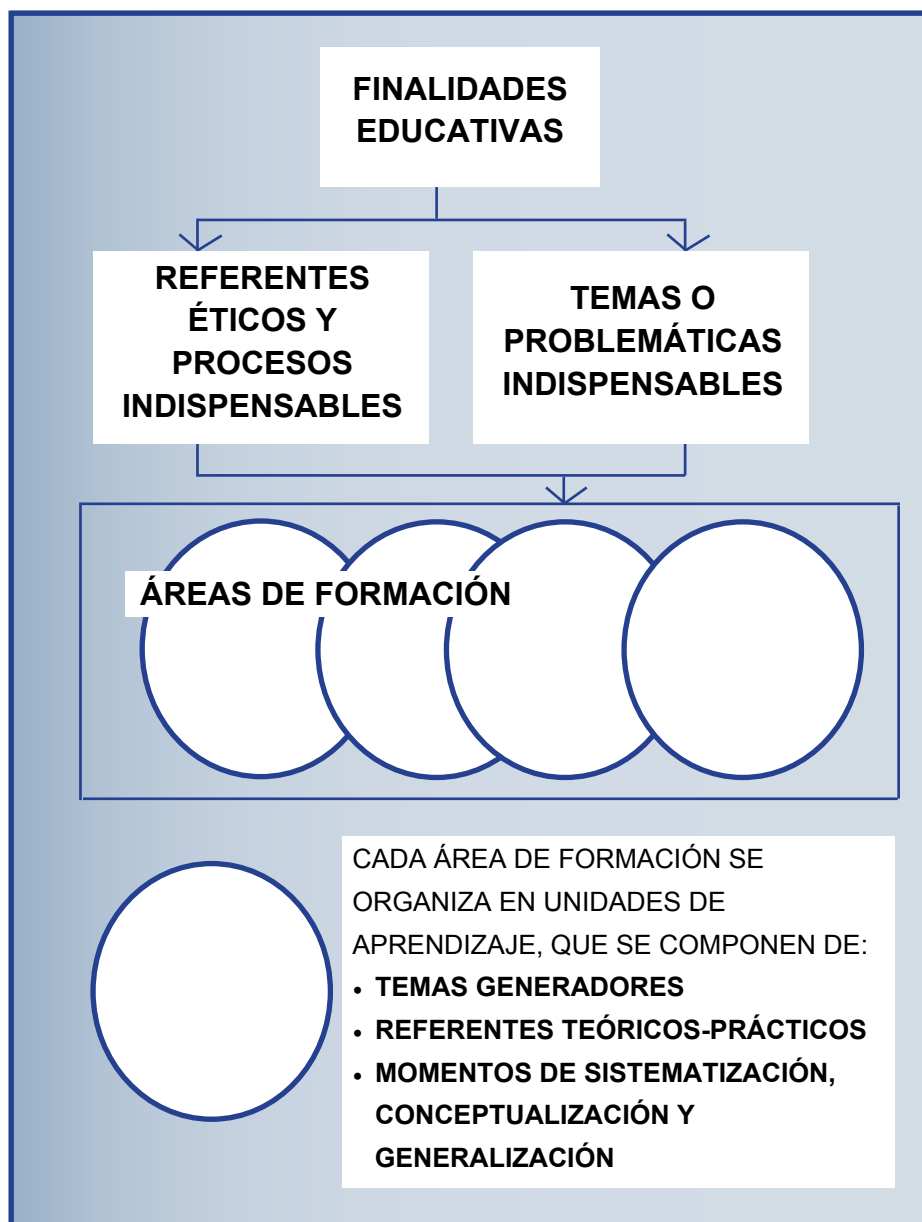 FINALIDADES
EDUCATIVAS
REFERENTES
ÉTICOS Y
PROCESOS
INDISPENSABLES
TEMAS O
PROBLEMÁTICAS
INDISPENSABLES
ÁREAS DE FORMACIÓN
CADA ÁREA DE FORMACIÓN SE
ORGANIZA EN UNIDADES DE
APRENDIZAJE, QUE SE COMPONEN DE:
• TEMAS GENERADORES
• REFERENTES TEÓRICOS-PRÁCTICOS
• MOMENTOS DE SISTEMATIZACIÓN,
CONCEPTUALIZACIÓN Y
GENERALIZACIÓN